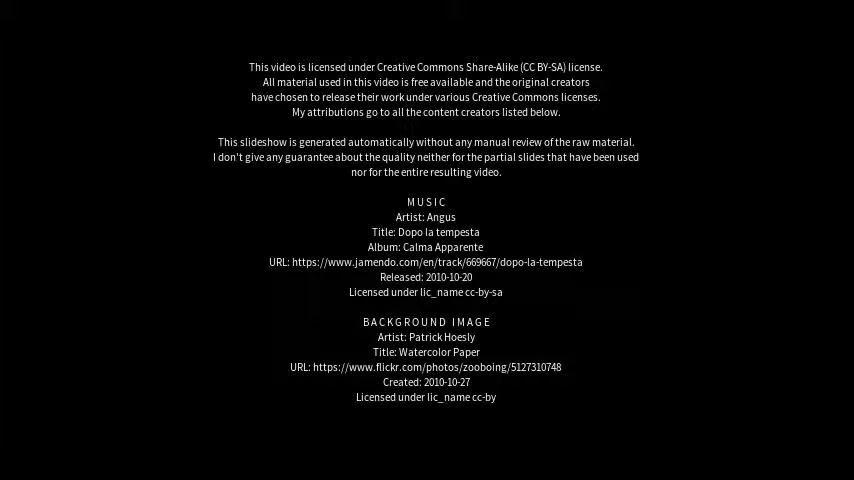 This video is licensed under Creative Commons Share-Alike (CC BY-SA) license.
All material used in this video is free available and the original creators
have chosen to release their work under various Creative Commons licenses.
My attributions go to all the content creators listed below.
This slideshow is generated automatically without any manual review of the raw material.
I don't give any guarantee about the quality neither for the partial slides that have been used
nor for the entire resulting video.
MUSIC
Artist: Angus
Title: Dopo la tempesta
Album: Calma Apparente
URL: https://www.jamendo.com/en/track/669667/dopo-la-tempesta
Released: 2010-10-20
Licensed under lic_name cc-by-sa
BACKGROUND IMAGE
Artist: Patrick Hoesly
Title: Watercolor Paper
URL: https://www.flickr.com/photos/zooboing/5127310748
Created: 2010-10-27
Licensed under lic_name cc-by